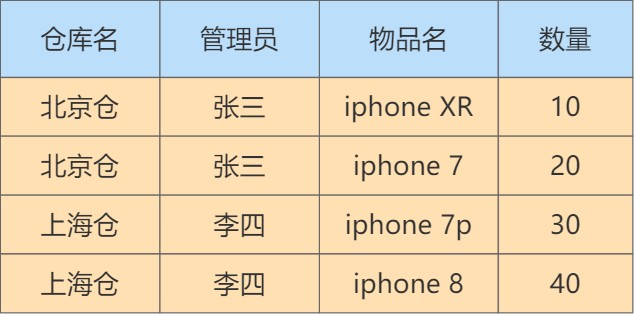 仓库名 管理员 物品名 数量
北京仓 张三 iphone XR 10
北京仓 张三 iphone 7 20
上海仓 李四 iphone 7p 30
上海仓 李四 iphone 8 40